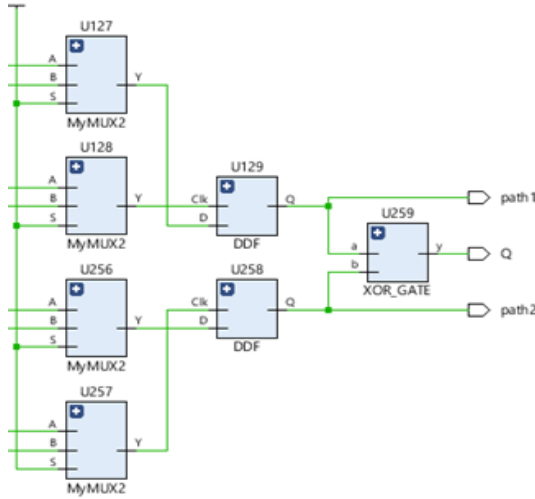 U127
A
B
S
Y
MyMUX2
U128
A
B
S
Y
MyMUX2
U129
Clk
D
Q
DDF
path1
U259
a
b
y
XOR_GATE
Q
U256
A
B
S
Y
MyMUX2
U258
Clk
D
Q
DDF
path2
U257
A
B
S
Y
MyMUX2